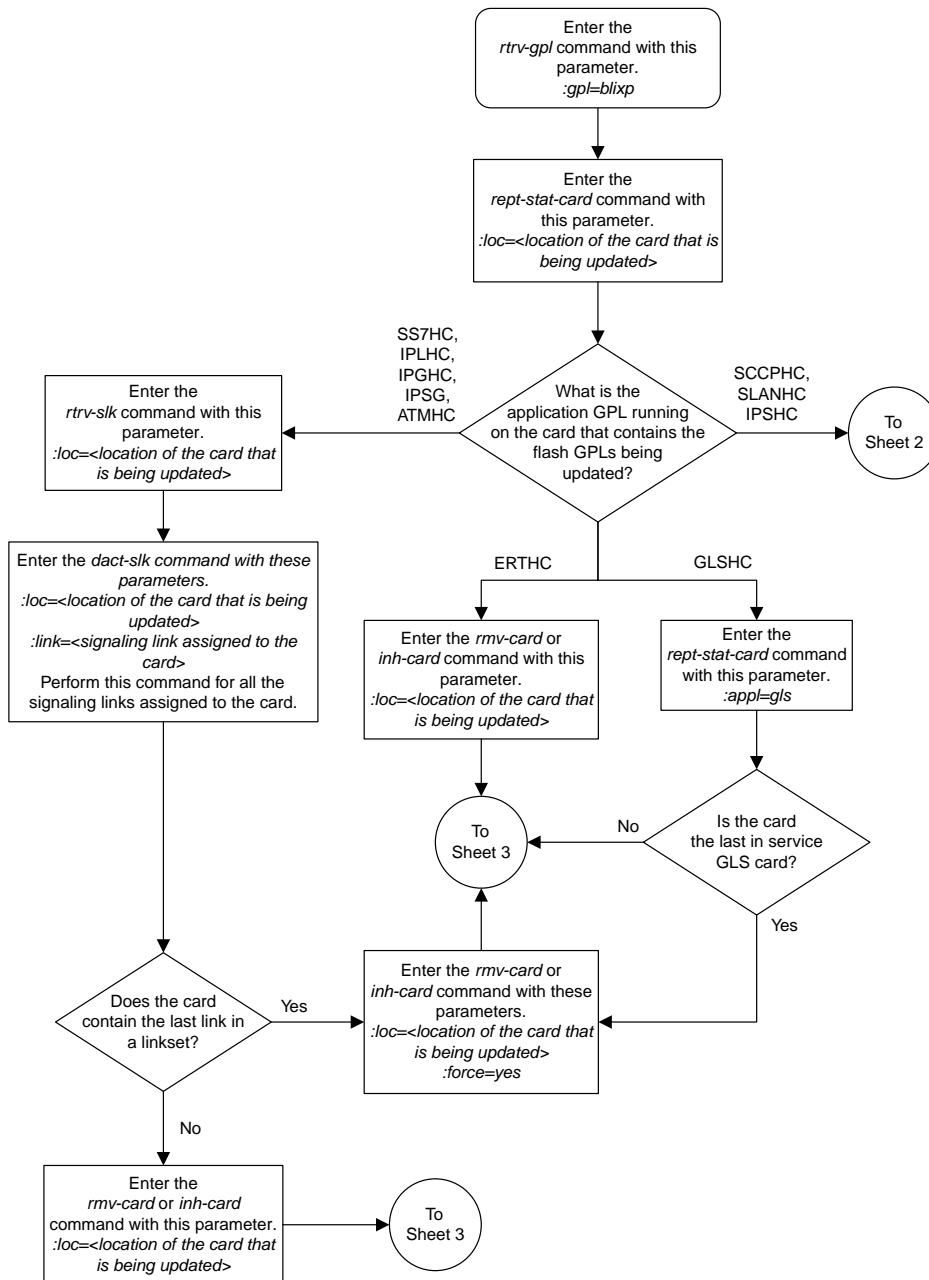 Enter the
rtrv-gpl command with this
parameter.
:gpl=blixp
Enter the
rept-stat-card command with
this parameter.
:loc=<location of the card that is
being updated>
What is the
application GPL running
on the card that contains the
flash GPLs being
updated?
SS7HC,
IPLHC,
IPGHC,
IPSG,
ATMHC
SCCPHC,
SLANHC
IPSHC
To
Sheet 2
Enter the
rtrv-slk command with this
parameter.
:loc=<location of the card that
is being updated>
Enter the dact-slk command with these
parameters.
:loc=<location of the card that is being
updated>
:link=<signaling link assigned to the
card>
Perform this command for all the
signaling links assigned to the card.
ERTHC
GLSHC
Enter the rmv-card or
inh-card command with this
parameter.
:loc=<location of the card that
is being updated>
Enter the
rept-stat-card command
with this parameter.
:appl=gls
To
Sheet 3
No
Is the card
the last in service
GLS card?
Yes
Does the card
contain the last link in
a linkset?
Yes
Enter the rmv-card or
inh-card command with these
parameters.
:loc=<location of the card that
is being updated>
:force=yes
No
Enter the
rmv-card or inh-card
command with this parameter.
:loc=<location of the card that
is being updated>
To
Sheet 3